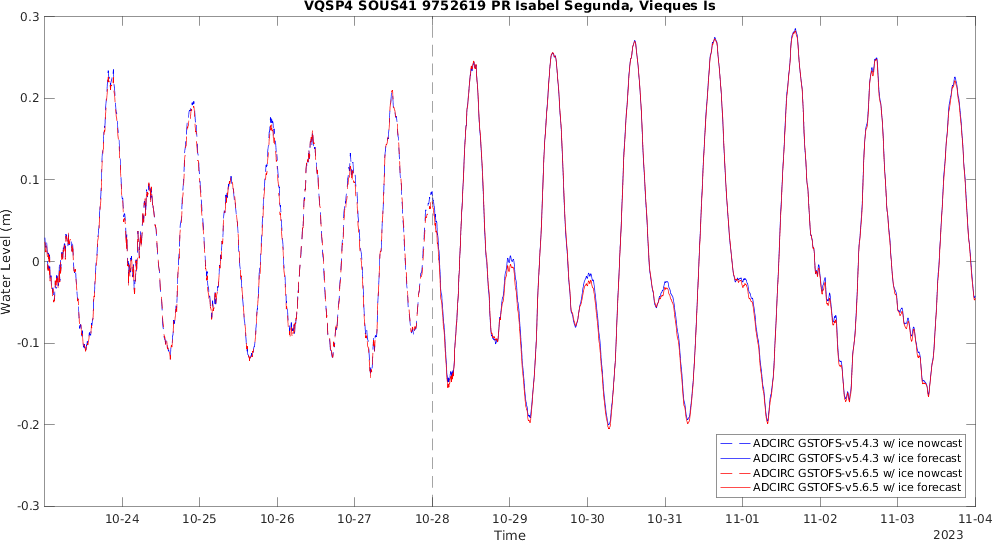 VQSP4 SOUS41 9752619 PR Isabel Segunda, Vieques Is
0.3
0.2
0.1
0
-0.1
-0.2
-0.3
Water Level (m)
10-24 10-25 10-26 10-27 10-28 10-29 10-30 10-31 11-01 11-02 11-03 11-04
2023
Time
ADCIRC GSTOFS-v5.4.3 w/ ice nowcast
ADCIRC GSTOFS-v5.4.3 w/ ice forecast
ADCIRC GSTOFS-v5.6.5 w/ ice nowcast
ADCIRC GSTOFS-v5.6.5 w/ ice forecast